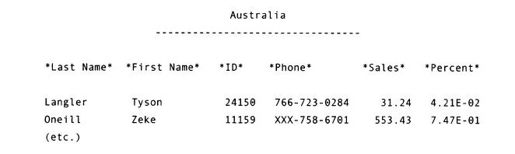 Australia
--------------------------------
*Last Name* *First Name* *ID* *Phone* *Sales* *Percent*
Langler Tyson 24150 766-723-0284 31.24 4.21E-02
Oneill Zeke 11159 XXX-758-6701 553.43 7.47E-01
(etc.)